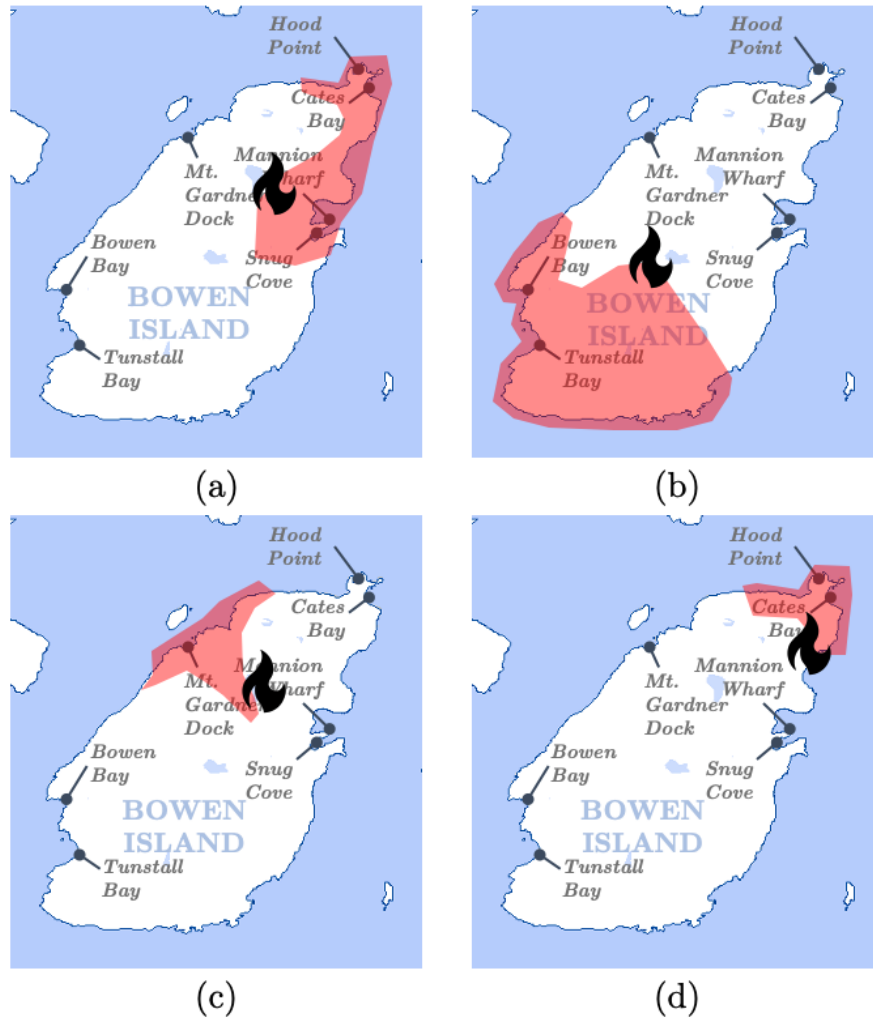 Hood
Point
Cates
Bay
Mannion
Wharf
Mt.
Gardner
Dock
Bowen
Bay
Snug
Cove
BOWEN
ISLAND
Tunstall
Bay
(a)
Hood
Point
Cates
Bay
Mannion
Wharf
Mt.
Gardner
Dock
Bowen
Bay
Snug
Cove
BOWEN
ISLAND
Tunstall
Bay
(b)
Hood
Point
Cates
Bay
Mannion
Wharf
Mt.
Gardner
Dock
Bowen
Bay
Snug
Cove
BOWEN
ISLAND
Tunstall
Bay
(c)
Hood
Point
Cates
Bay
Mannion
Wharf
Mt.
Gardner
Dock
Bowen
Bay
Snug
Cove
BOWEN
ISLAND
Tunstall
Bay
(d)